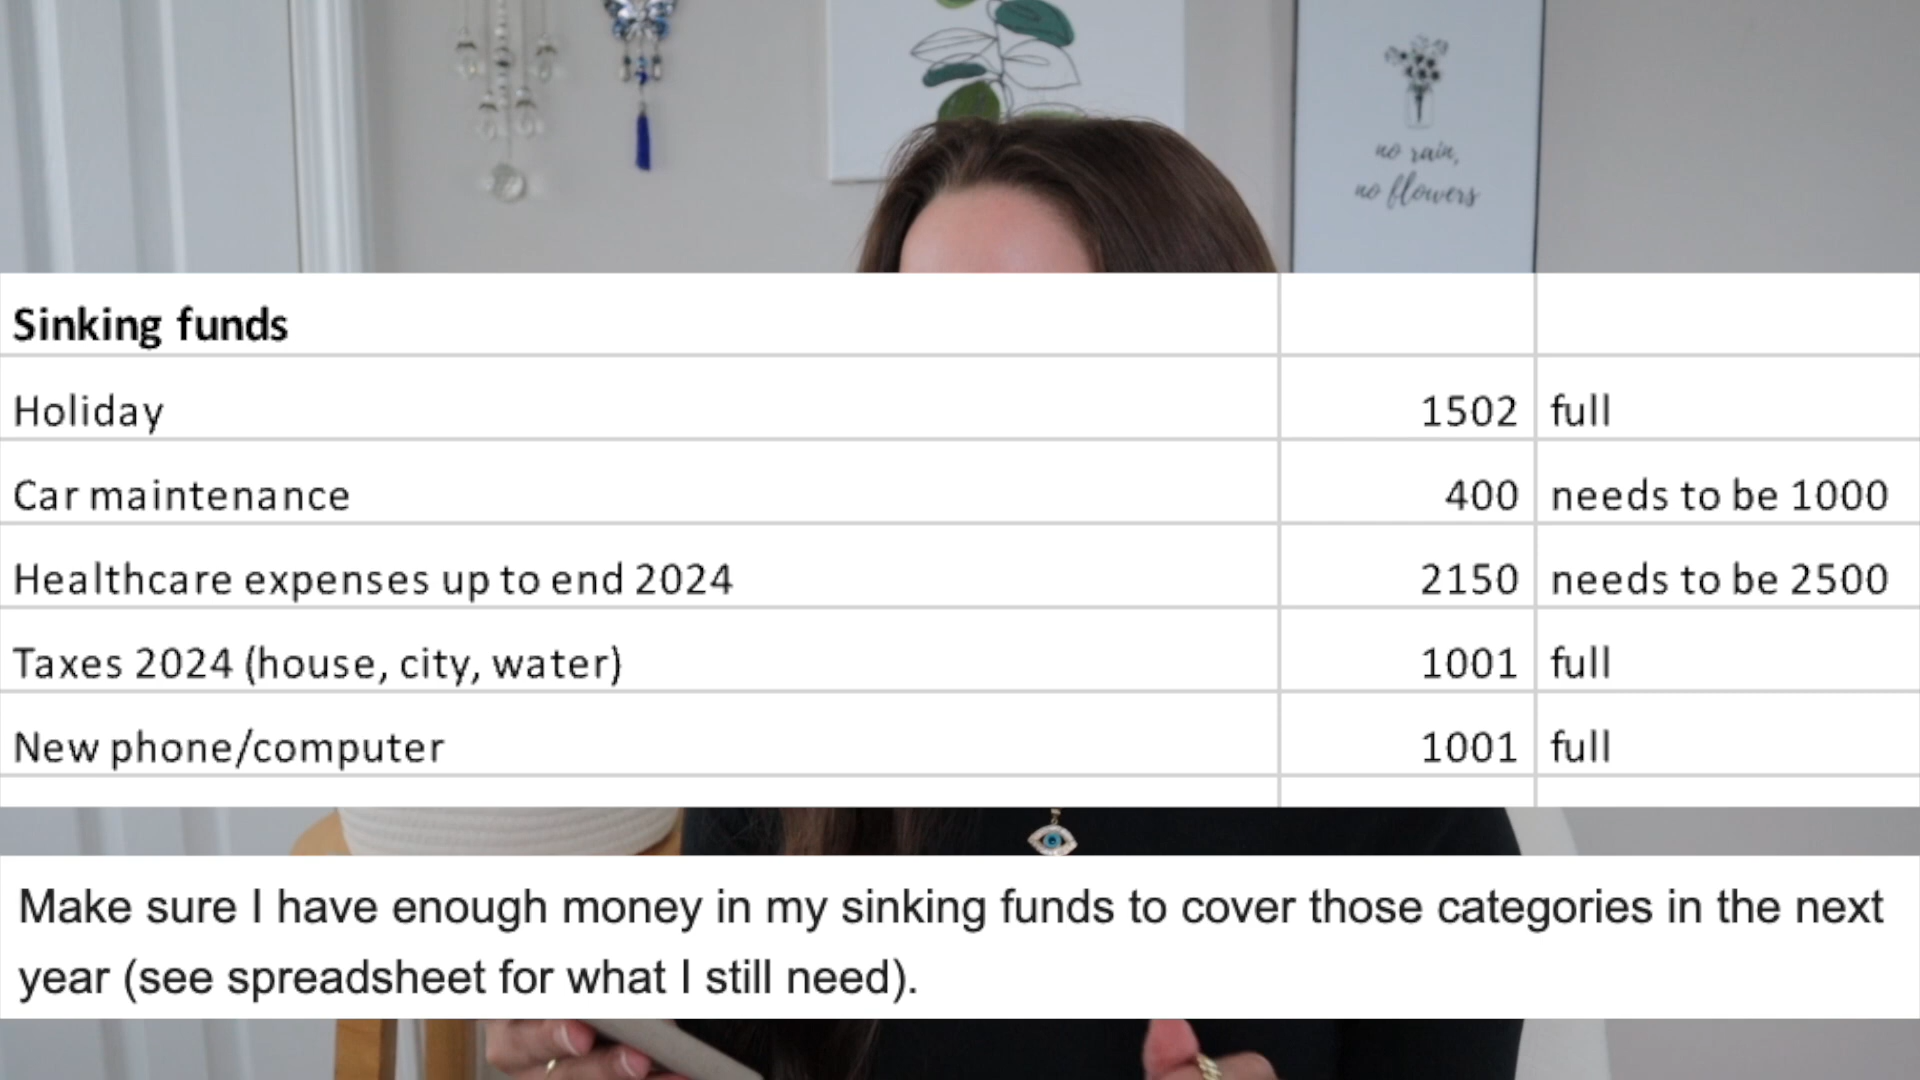 no rain,
no flowers
Sinking funds
Holiday 1502 full
Car maintenance 400 needs to be 1000
Healthcare expenses up to end 2024 2150 needs to be 2500
Taxes 2024 (house, city, water) 1001 full
New phone/computer 1001 full
Make sure I have enough money in my sinking funds to cover those categories in the next
year (see spreadsheet for what I still need).